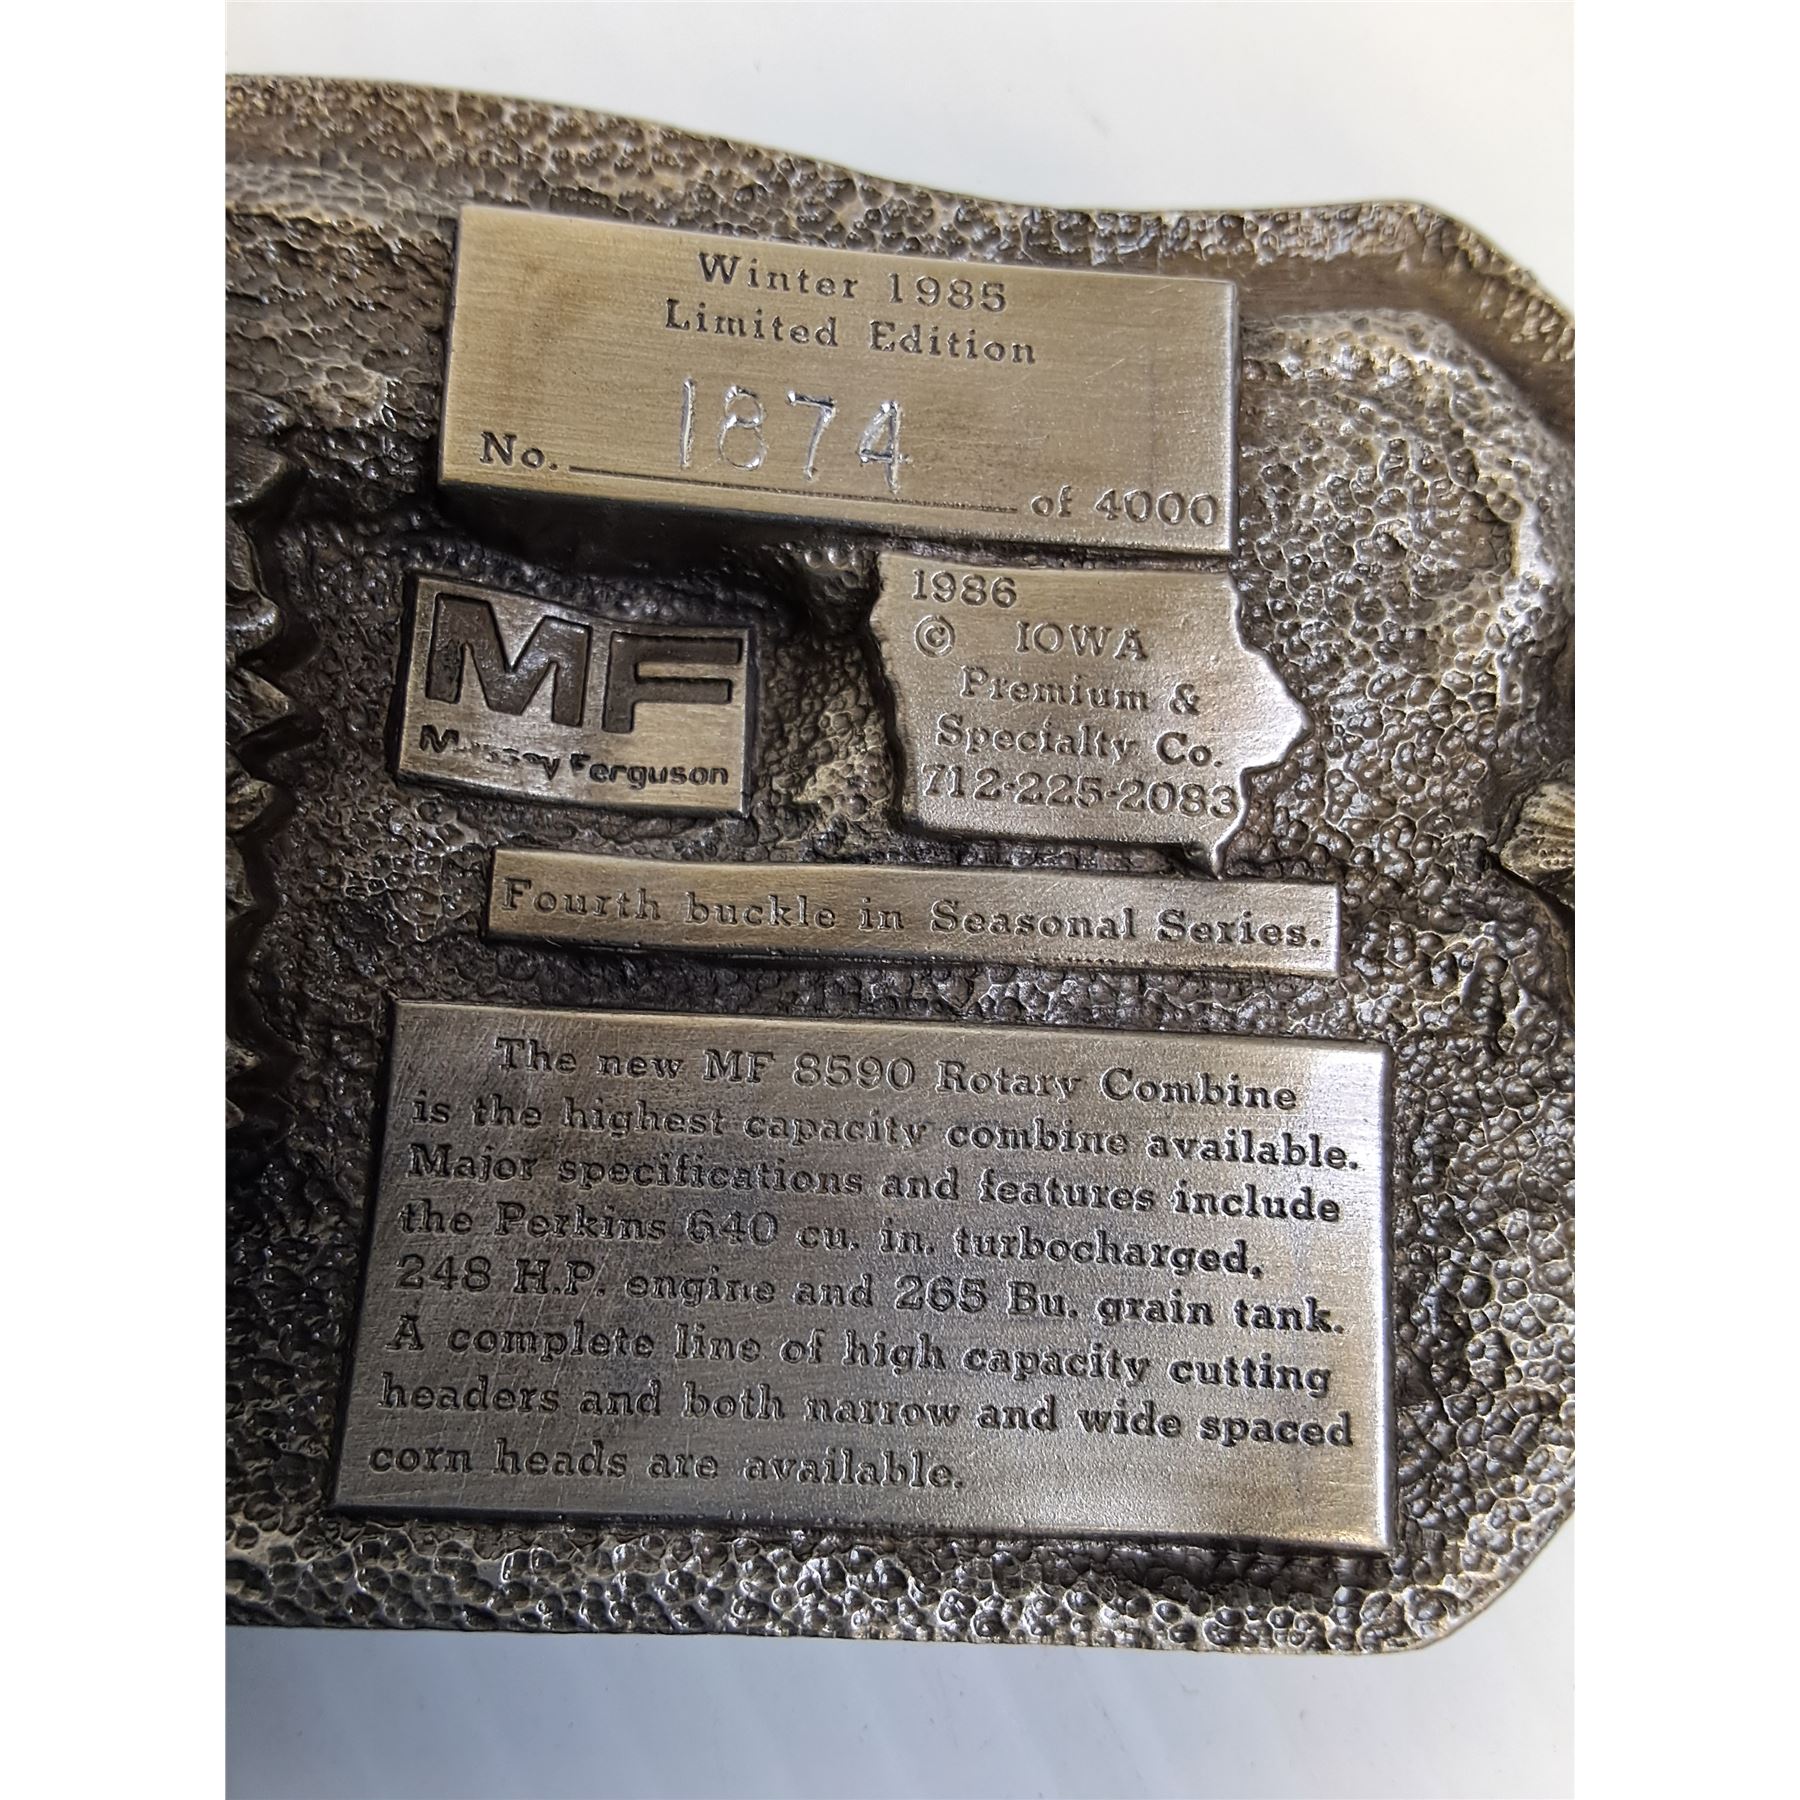 Winter 1985
Limited Edition
No. 1874 of 4000
MF
Ferguson
1986
© IOWA
Premium &
Specialty Co.
712-225-2083
Fourth buckle in Seasonal Series.
The new MF 8590 Rotary Combine
is the highest capacity combine available.
Major specifications and features include
the Perkins 640 cu. in. turbocharged,
248 H.P. engine and 265 Bu. grain tank.
A complete line of high capacity cutting
headers and both narrow and wide spaced
corn heads are available.